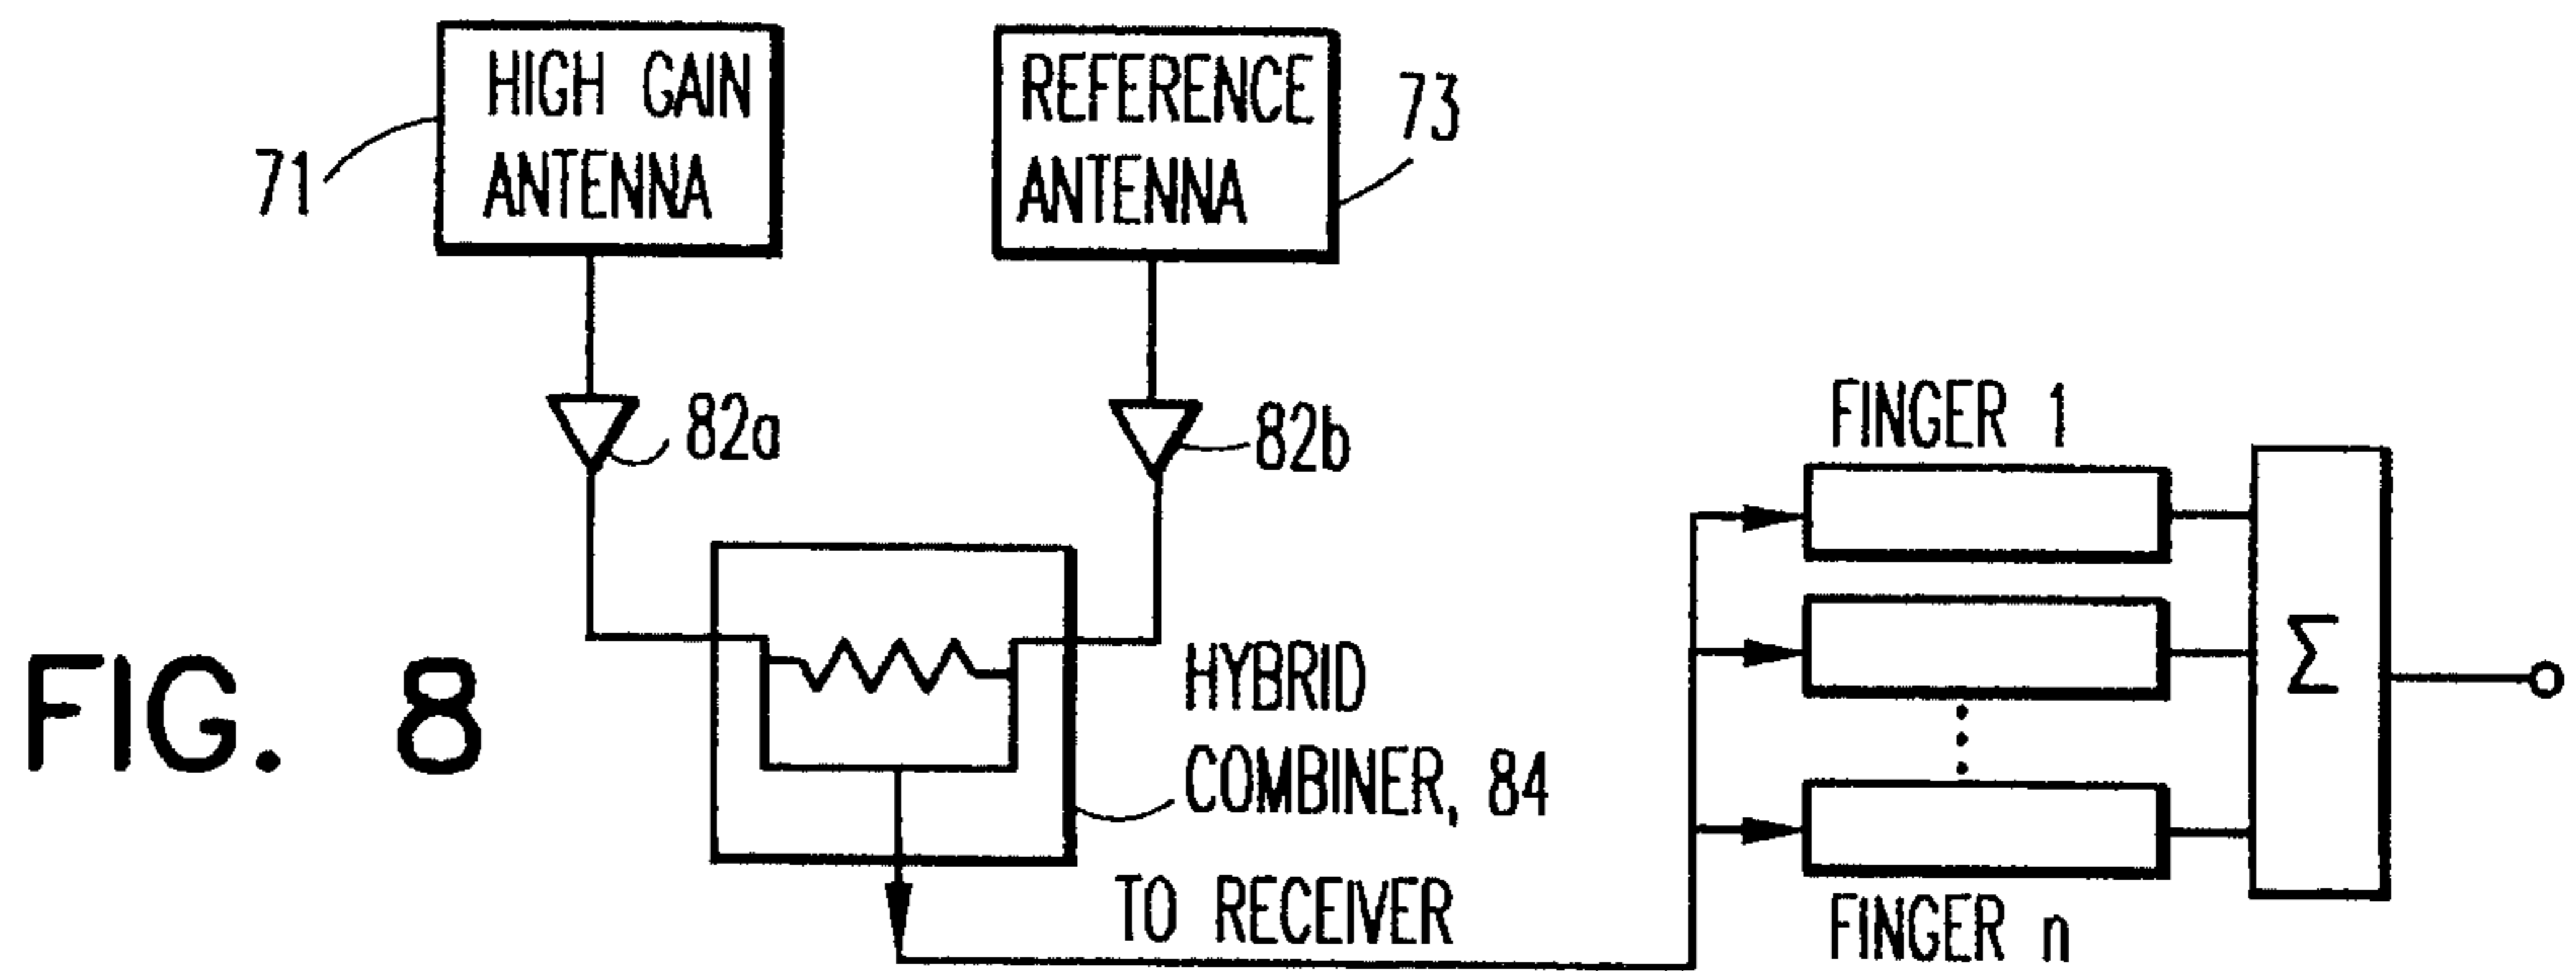 HIGH GAIN
ANTENNA
71
REFERENCE
ANTENNA
73
82a
82b
FINGER 1
Σ
HYBRID
COMBINER, 84
FIG. 8
TO RECEIVER
FINGER n